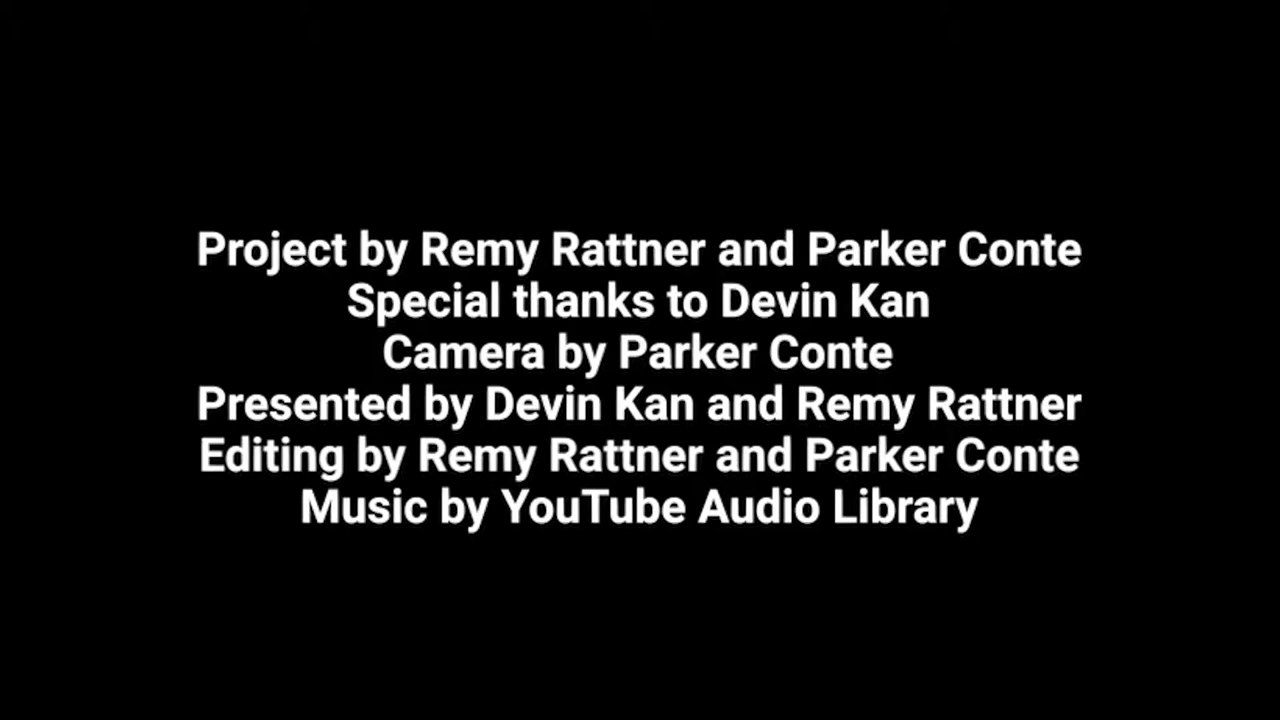 Project by Remy Rattner and Parker Conte
Special thanks to Devin Kan
Camera by Parker Conte
Presented by Devin Kan and Remy Rattner
Editing by Remy Rattner and Parker Conte
Music by YouTube Audio Library